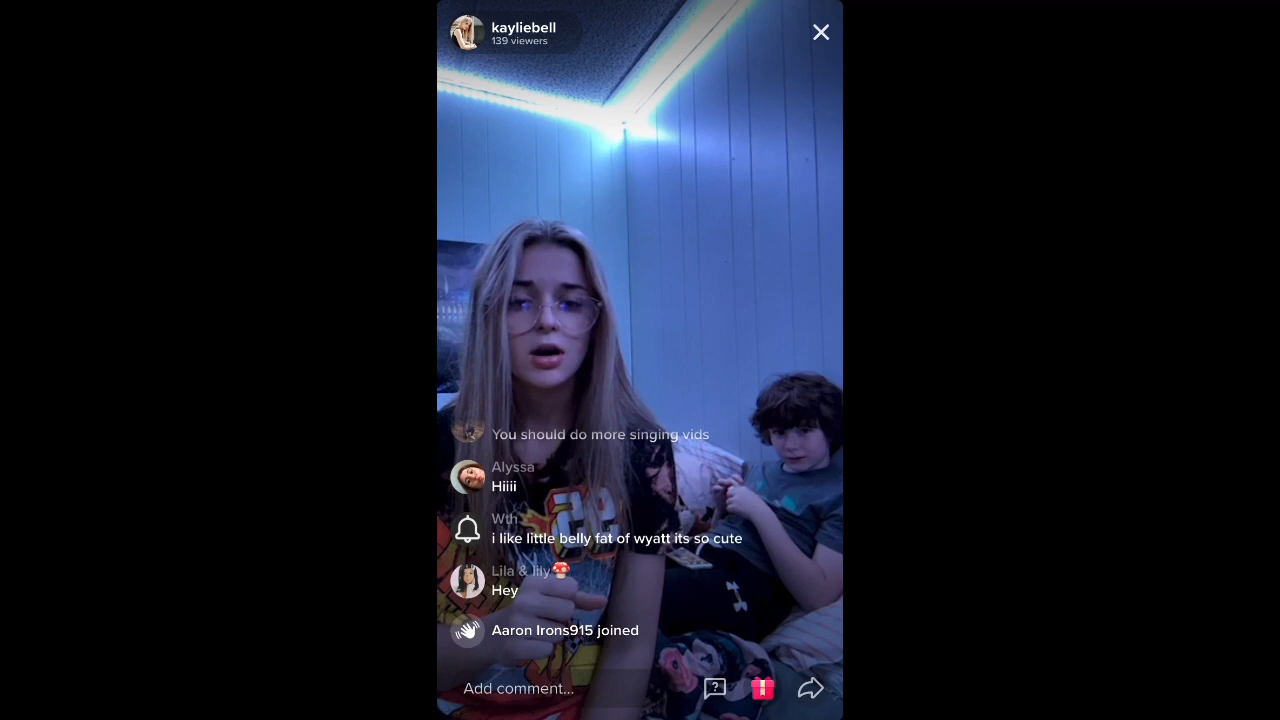 kayliebell
139 viewers
You should do more singing vids
Alyssa
Hiiii
Wth
i like little belly fat of wyatt its so cute
Lila & lily🍄
Hey
Aaron Irons915 joined
Add comment...